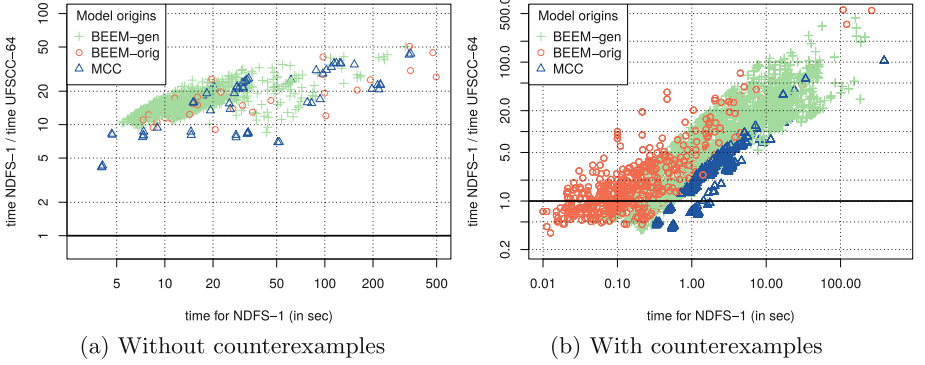 time NDFS−1 / time UFSCC−64
100
50
20
10
5
2
1
Model origins
BEEM−gen
BEEM−orig
MCC
5
10
20
50
100
200
500
time for NDFS−1 (in sec)
(a) Without counterexamples
time NDFS−1 / time UFSCC−64
500.0
100.0
20.0
5.0
1.0
0.2
Model origins
BEEM−gen
BEEM−orig
MCC
0.01
0.10
1.00
10.00
100.00
time for NDFS−1 (in sec)
(b) With counterexamples